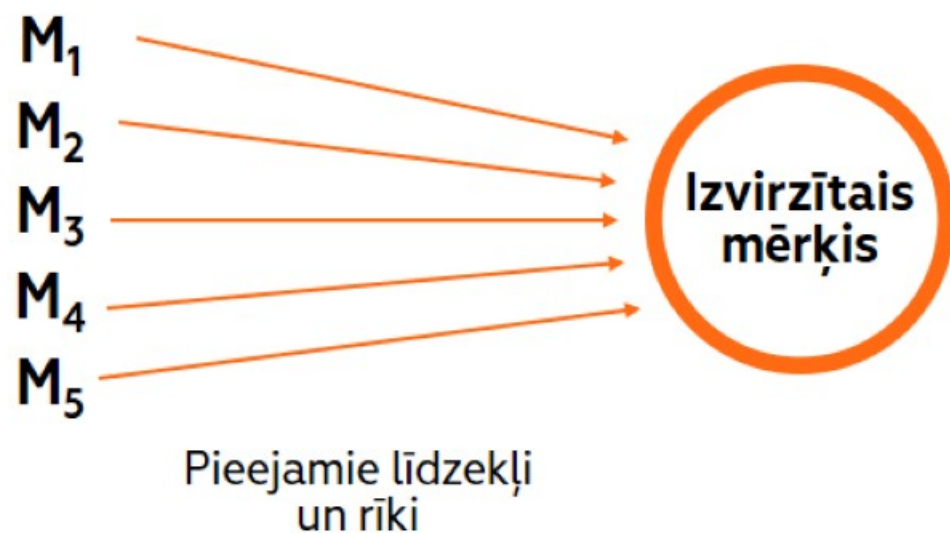 M₁
M₂
M₃
M₄
M₅
Izvirzītais
mērķis
Pieejamie līdzekļi
un rīki